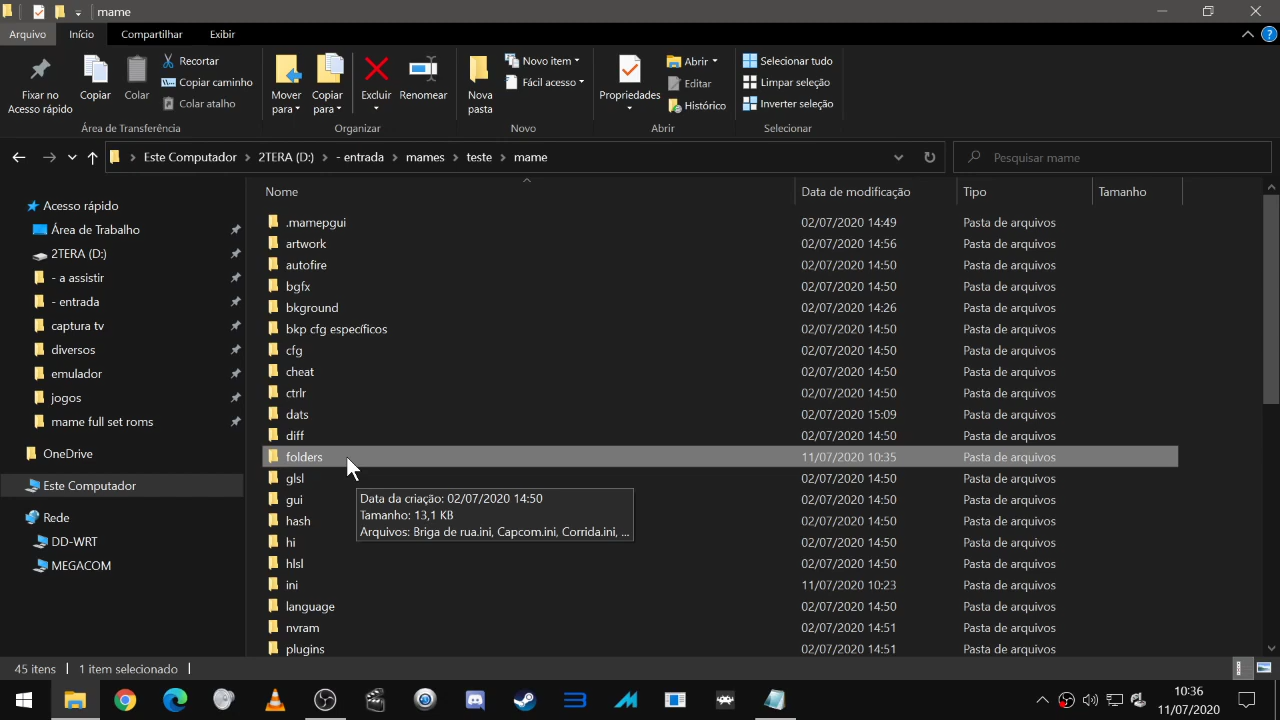 mame
Arquivo Início Compartilhar Exibir
Fixar no Acesso rápido
Copiar
Colar
Recortar
Copiar caminho
Colar atalho
Área de Transferência
Mover para
Copiar para
Excluir
Renomear
Organizar
Nova pasta
Novo item
Fácil acesso
Novo
Propriedades
Abrir
Editar
Histórico
Abrir
Selecionar tudo
Limpar seleção
Inverter seleção
Selecionar
Este Computador > 2TERA (D:) > - entrada > mames > teste > mame
Pesquisar mame
Acesso rápido
Área de Trabalho
2TERA (D:)
- a assistir
- entrada
captura tv
diversos
emulador
jogos
mame full set roms
OneDrive
Este Computador
Rede
DD-WRT
MEGACOM
Nome Data de modificação Tipo Tamanho
.mamepgui 02/07/2020 14:49 Pasta de arquivos
artwork 02/07/2020 14:56 Pasta de arquivos
autofire 02/07/2020 14:50 Pasta de arquivos
bgfx 02/07/2020 14:50 Pasta de arquivos
bkground 02/07/2020 14:26 Pasta de arquivos
bkp cfg específicos 02/07/2020 14:50 Pasta de arquivos
cfg 02/07/2020 14:50 Pasta de arquivos
cheat 02/07/2020 14:50 Pasta de arquivos
ctrlr 02/07/2020 14:50 Pasta de arquivos
dats 02/07/2020 15:09 Pasta de arquivos
diff 02/07/2020 14:50 Pasta de arquivos
folders 11/07/2020 10:35 Pasta de arquivos
glsl 02/07/2020 14:50 Pasta de arquivos
gui 02/07/2020 14:50 Pasta de arquivos
hash 02/07/2020 14:50 Pasta de arquivos
hi 02/07/2020 14:50 Pasta de arquivos
hlsl 02/07/2020 14:50 Pasta de arquivos
ini 11/07/2020 10:23 Pasta de arquivos
language 02/07/2020 14:50 Pasta de arquivos
nvram 02/07/2020 14:51 Pasta de arquivos
plugins 02/07/2020 14:51 Pasta de arquivos
Data da criação: 02/07/2020 14:50
Tamanho: 13,1 KB
Arquivos: Briga de rua.ini, Capcom.ini, Corrida.ini, ...
45 itens 1 item selecionado
10:36
11/07/2020